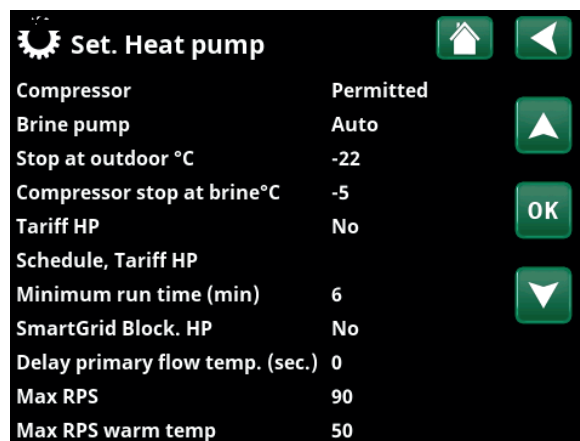 Set. Heat pump
Compressor Permitted
Brine pump Auto
Stop at outdoor °C -22
Compressor stop at brine°C -5
OK
Tariff HP No
Schedule, Tariff HP
Minimum run time (min) 6
SmartGrid Block. HP No
Delay primary flow temp. (sec.) 0
Max RPS 90
Max RPS warm temp 50